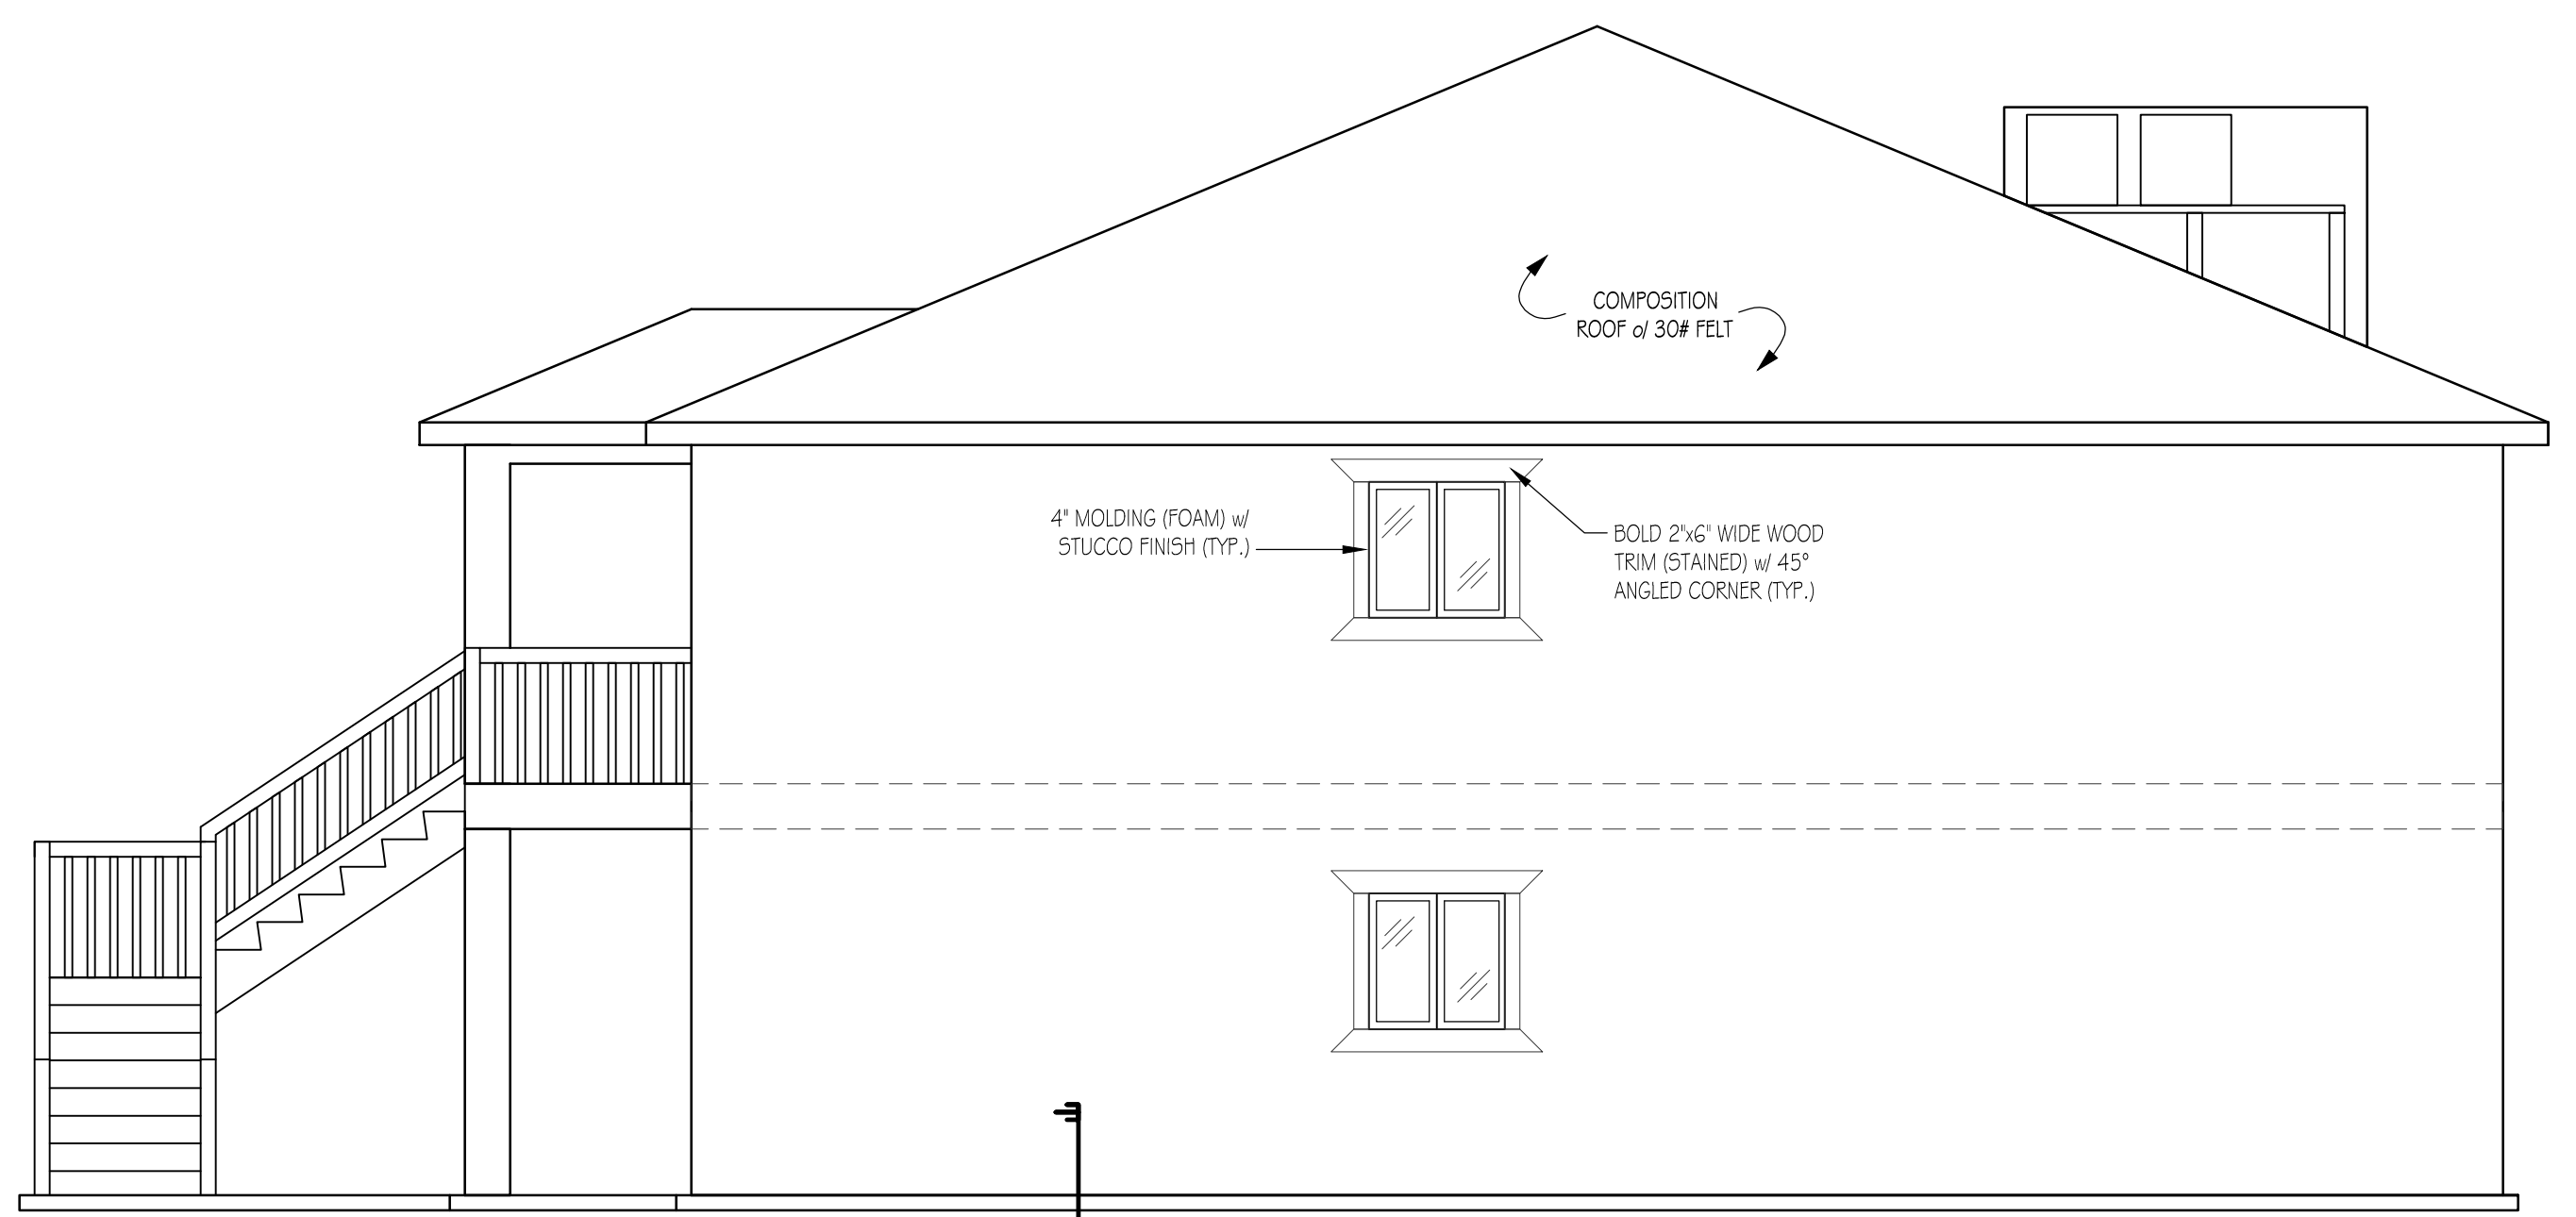 COMPOSITION
ROOF o/ 30# FELT
4" MOLDING (FOAM) w/
STUCCO FINISH (TYP.)
BOLD 2"x6" WIDE WOOD
TRIM (STAINED) w/ 45°
ANGLED CORNER (TYP.)